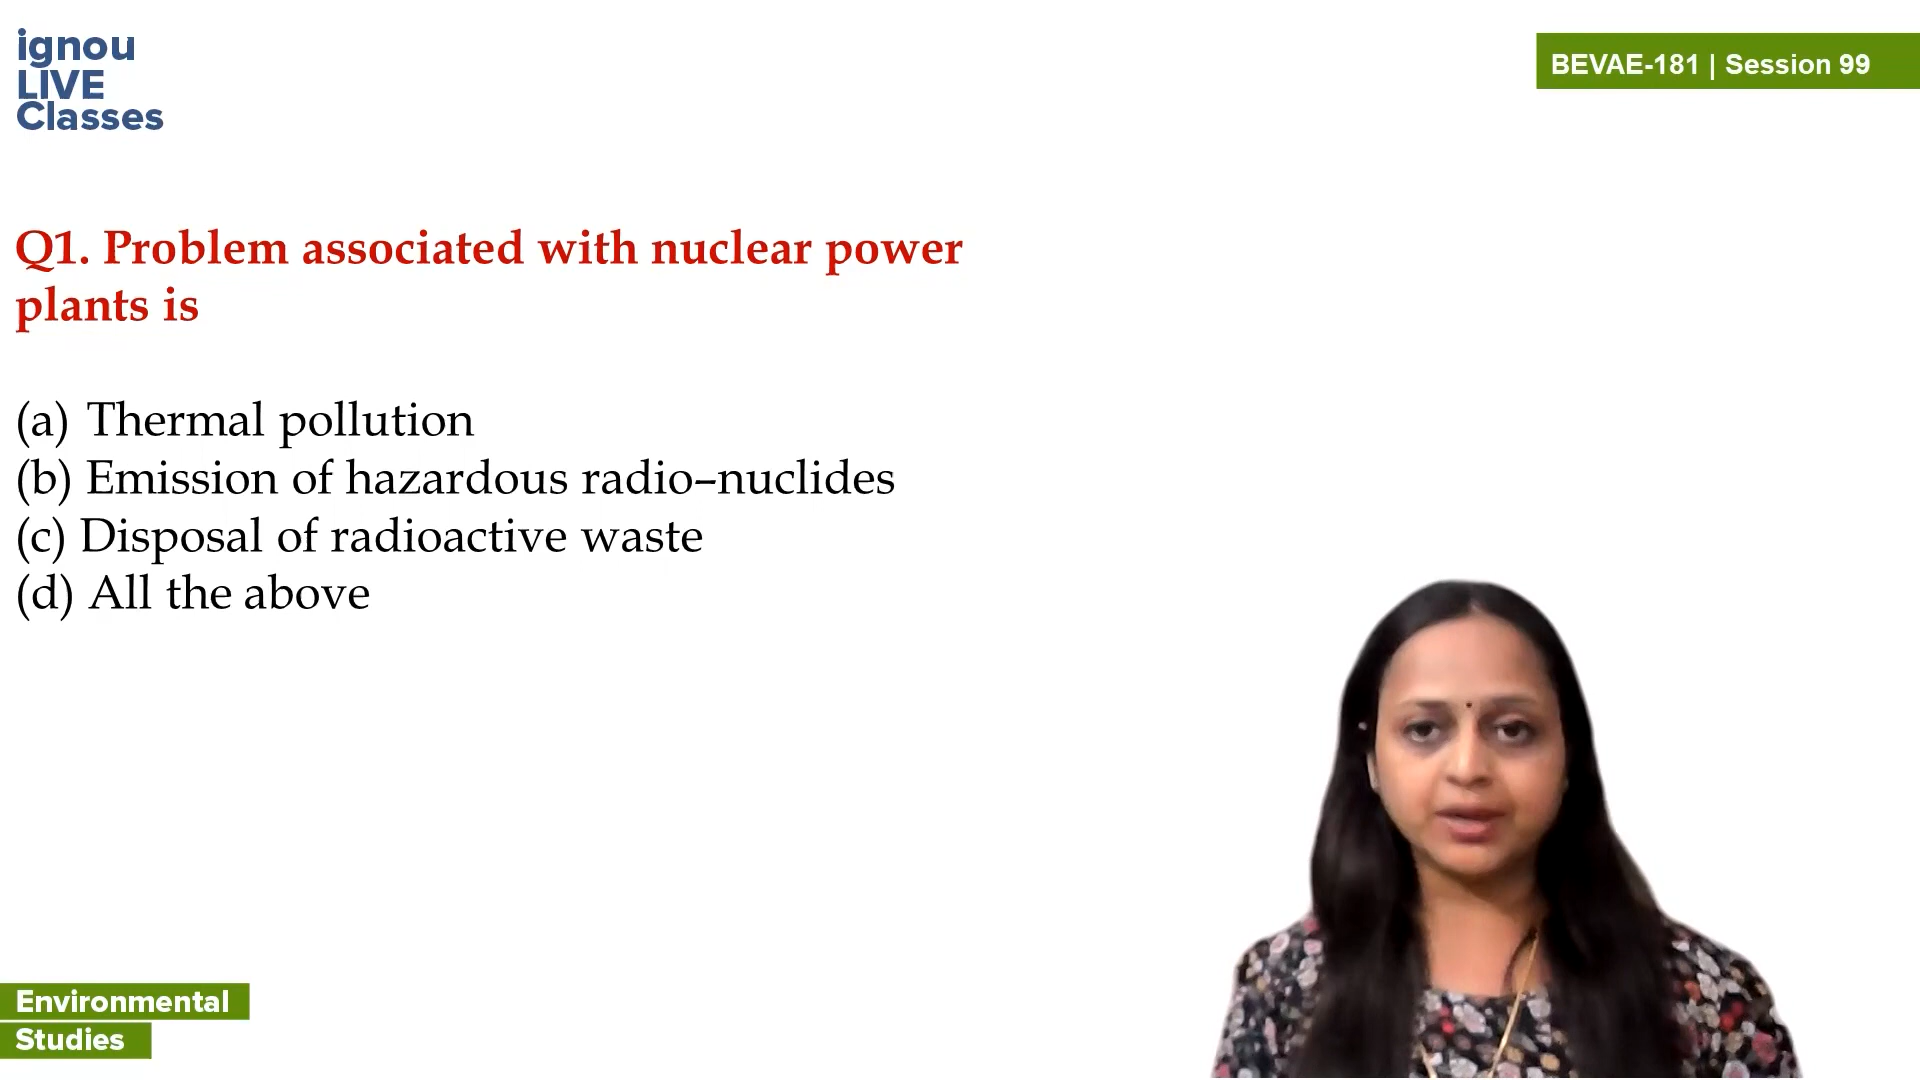 ignou
LIVE
Classes
BEVAE-181 | Session 99
Q1. Problem associated with nuclear power
plants is
(a) Thermal pollution
(b) Emission of hazardous radio–nuclides
(c) Disposal of radioactive waste
(d) All the above
Environmental
Studies